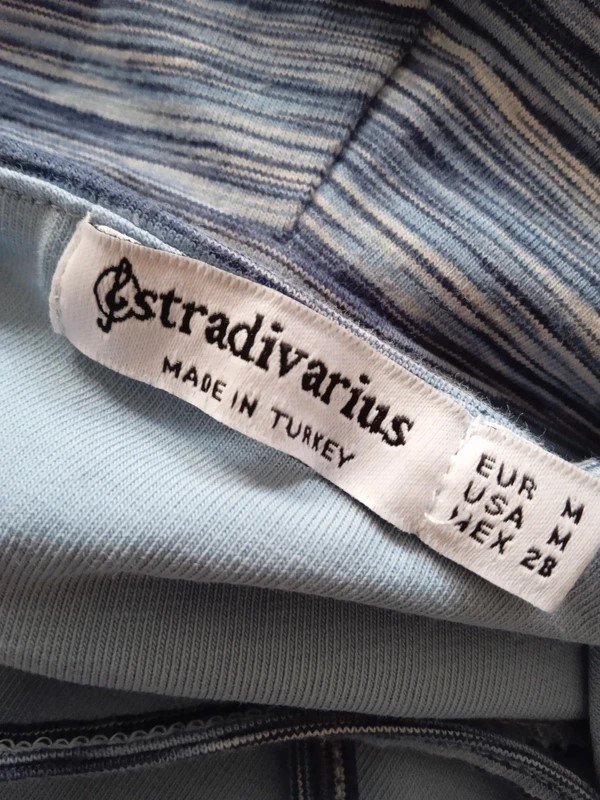 stradivarius
MADE IN TURKEY
EUR M
USA M
MEX 28